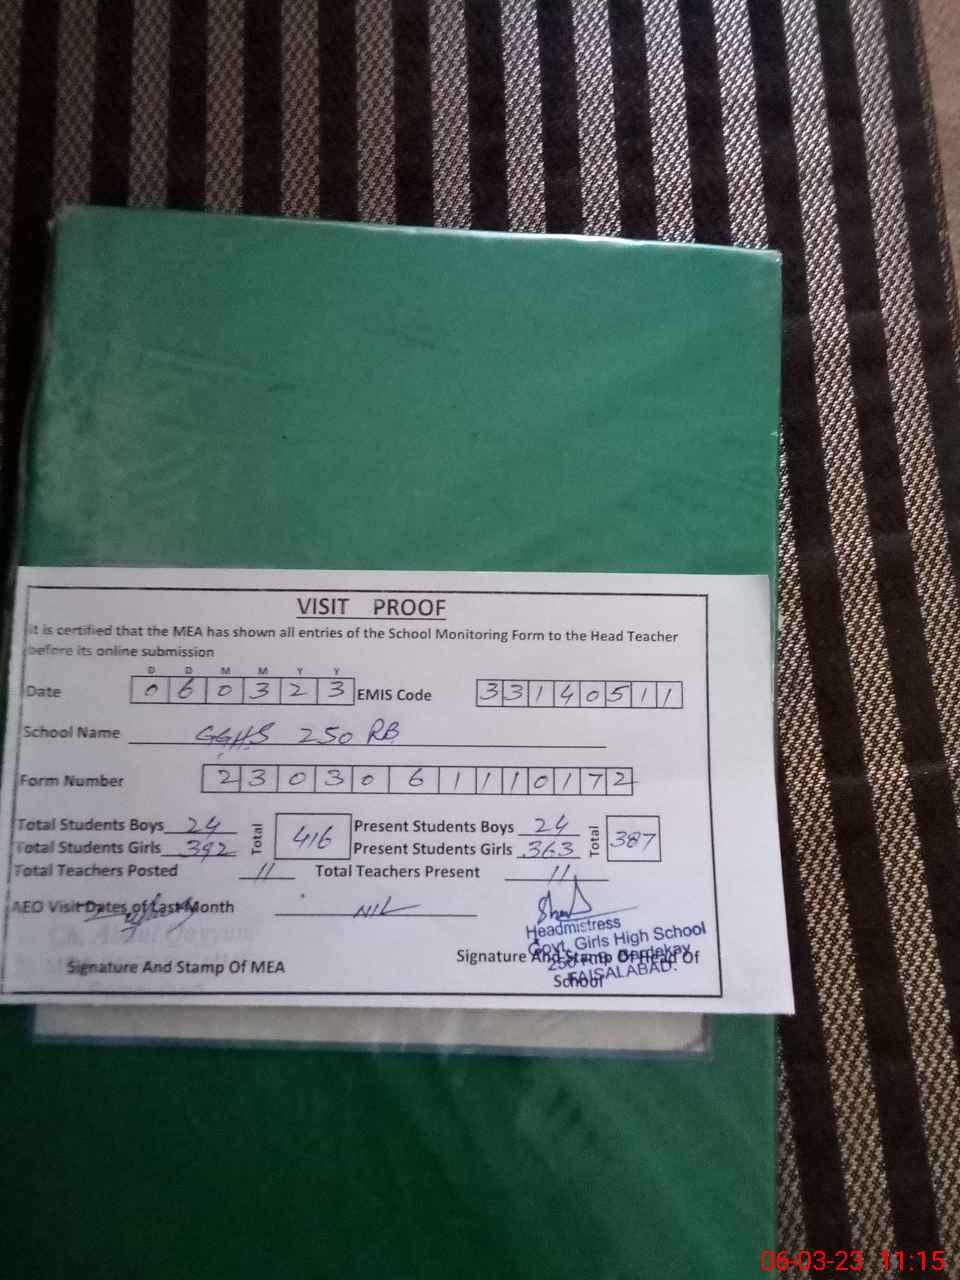 VISIT PROOF
it is certified that the MEA has shown all entries of the School Monitoring Form to the Head Teacher
before its online submission
D D M M Y Y
Date 0 6 0 3 2 3 EMIS Code 3 3 1 4 0 5 1 1
School Name GGHS 250 RB
Form Number 2 3 0 3 0 6 1 1 1 0 1 7 2
Total Students Boys 24 Total 416 Present Students Boys 24 Total 387
Total Students Girls 392 Present Students Girls 363
Total Teachers Posted 11 Total Teachers Present 11
AEO Visit Dates of Last Month NIL
Headmistress
Govt. Girls High School
FAISALABAD.
Signature And Stamp Of MEA
Signature And Stamp Of Head Of
School
06-03-23 11:15